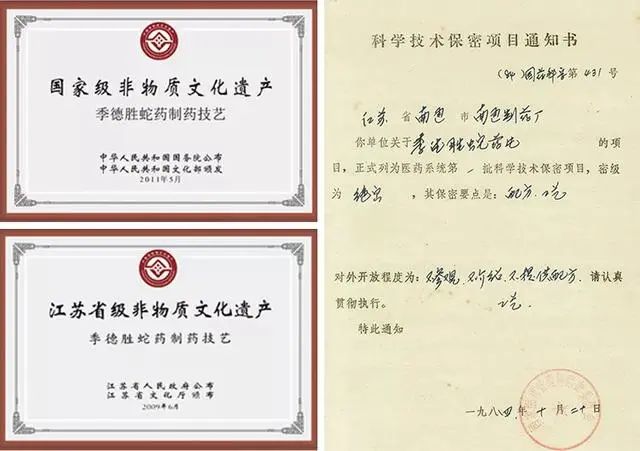 国家级非物质文化遗产
季德胜蛇药制药技艺
中华人民共和国国务院公布
中华人民共和国文化部颁发
2011年5月
江苏省级非物质文化遗产
季德胜蛇药制药技艺
江苏省人民政府公布
江苏省文化厅颁布
2009年6月
科学技术保密项目通知书
(84)国药科字第431号
江苏省南通市南通制药厂
你单位关于季德胜蛇药片的项
目，正式列为医药系统第一批科学技术保密项目，密级
为绝密，其保密要点是：配方、工艺
对外开放程度为：不参观、不介绍、不提供配方、请认真
工艺
贯彻执行。
特此通知
一九八四年十月二十日